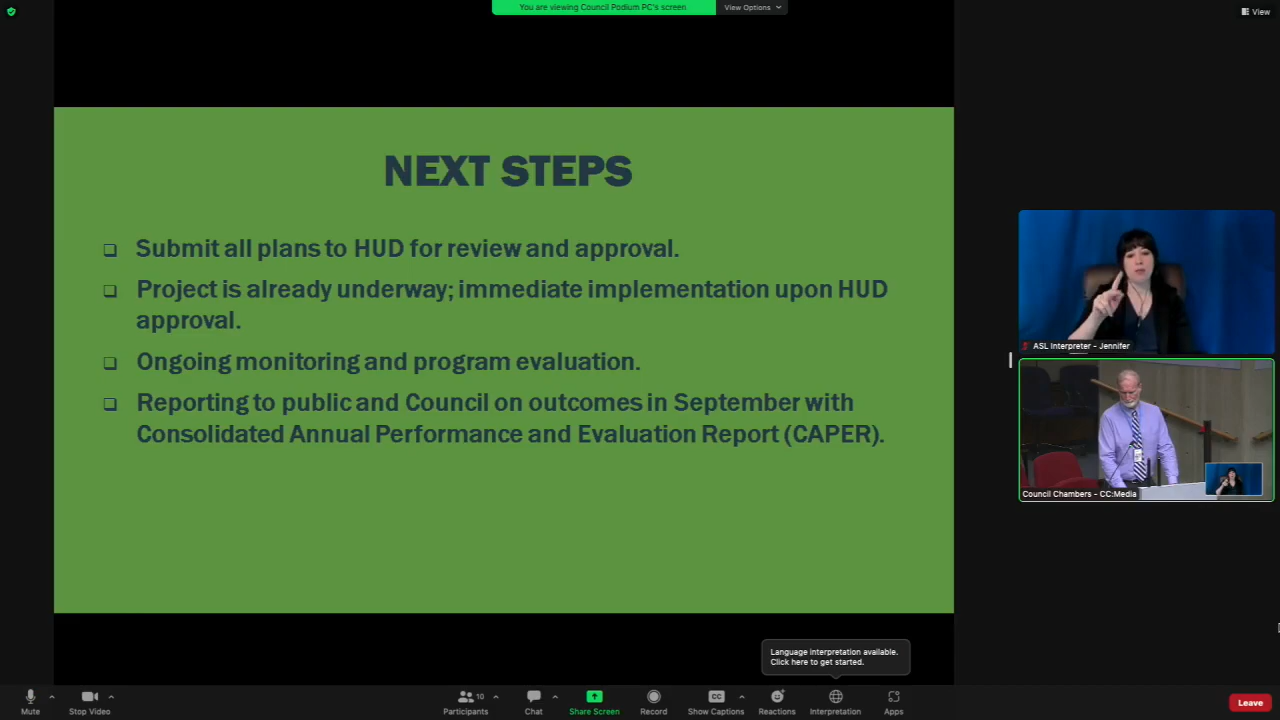 You are viewing Council Podium PC's screen
View Options
View
NEXT STEPS
Submit all plans to HUD for review and approval.
Project is already underway; immediate implementation upon HUD
approval.
Ongoing monitoring and program evaluation.
Reporting to public and Council on outcomes in September with
Consolidated Annual Performance and Evaluation Report (CAPER).
ASL Interpreter - Jennifer
Council Chambers - CC:Media
Language interpretation available.
Click here to get started.
Mute
Stop Video
10
Participants
Chat
Share Screen
Record
CC
Show Captions
Reactions
Interpretation
Apps
Leave